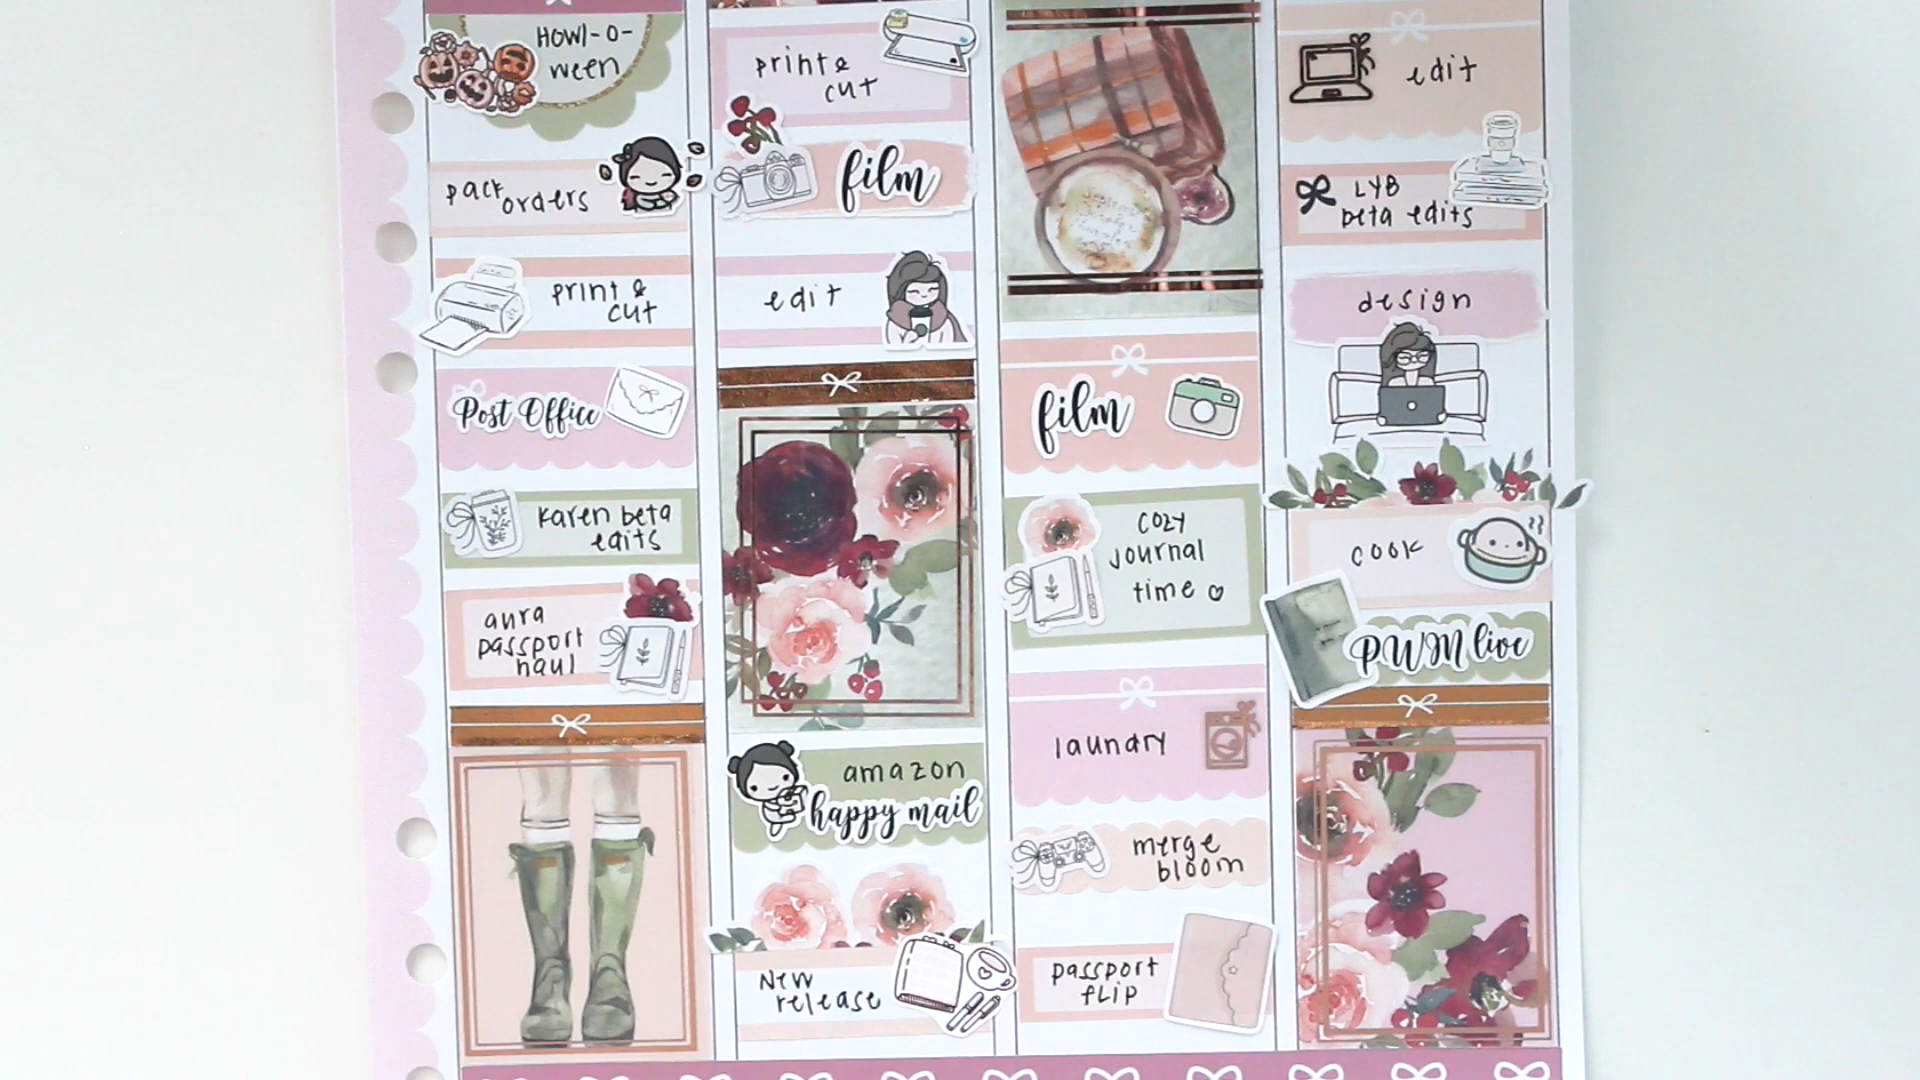 Howl-o-
ween
pack
orders
print &
cut
Post Office
Karen beta
edits
aura
passport
haul
print &
cut
film
edit
amazon
happy mail
New
release
film
cozy
journal
time
laundry
merge
bloom
passport
flip
edit
LYB
beta edits
design
cook
PWM live